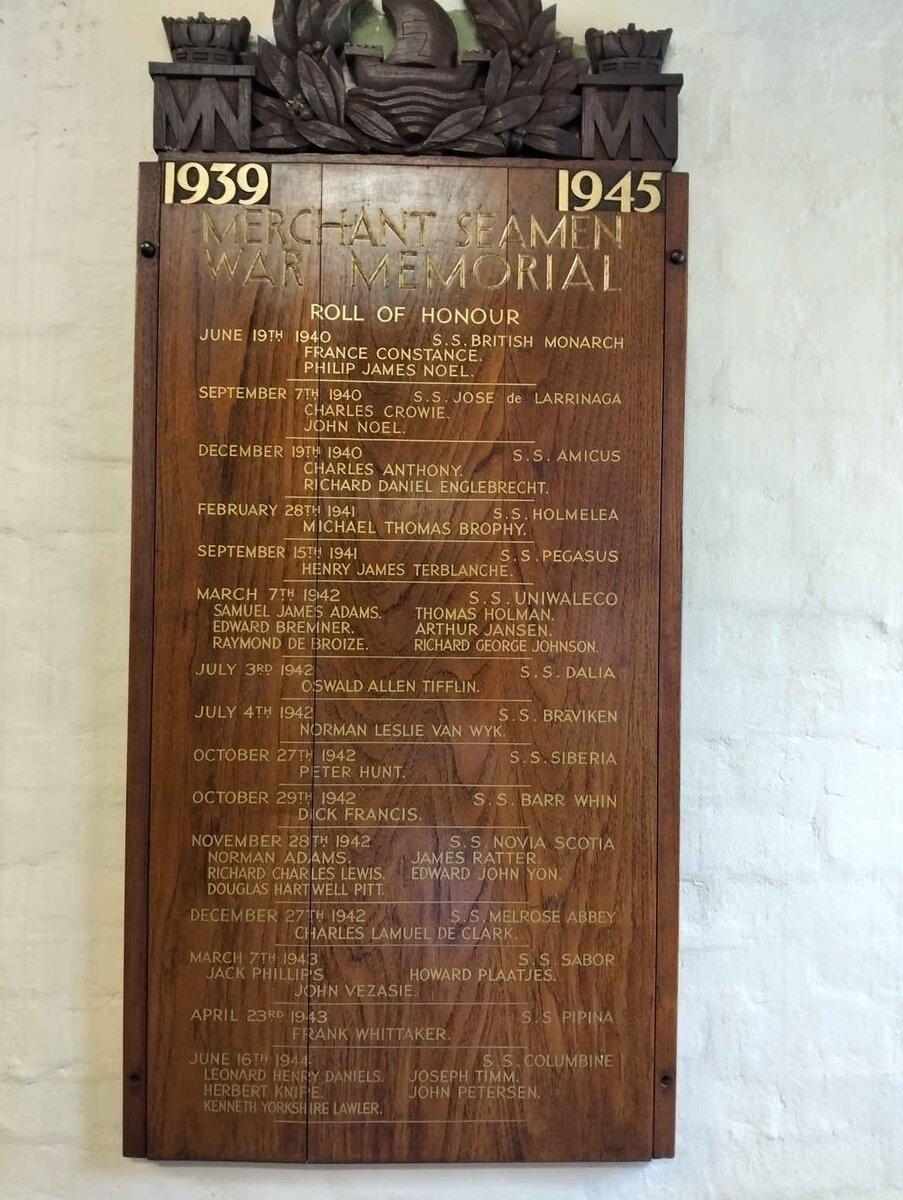 MN MN
1939 1945
MERCHANT SEAMEN
WAR MEMORIAL
ROLL OF HONOUR
JUNE 19TH 1940 S.S. BRITISH MONARCH
FRANCE CONSTANCE.
PHILIP JAMES NOEL.
SEPTEMBER 7TH 1940 S.S. JOSE de LARRINAGA
CHARLES CROWIE.
JOHN NOEL.
DECEMBER 19TH 1940 S.S. AMICUS
CHARLES ANTHONY.
RICHARD DANIEL ENGLEBRECHT.
FEBRUARY 28TH 1941 S.S. HOLMELEA
MICHAEL THOMAS BROPHY.
SEPTEMBER 15TH 1941 S.S. PEGASUS
HENRY JAMES TERBLANCHE.
MARCH 7TH 1942 S.S. UNIWALECO
SAMUEL JAMES ADAMS. THOMAS HOLMAN.
EDWARD BREMNER. ARTHUR JANSEN.
RAYMOND DE BROIZE. RICHARD GEORGE JOHNSON.
JULY 3RD 1942 S.S. DALIA
OSWALD ALLEN TIFFLIN.
JULY 4TH 1942 S.S. BRÄVIKEN
NORMAN LESLIE VAN WYK.
OCTOBER 27TH 1942 S.S. SIBERIA
PETER HUNT.
OCTOBER 29TH 1942 S.S. BARR WHIN
DICK FRANCIS.
NOVEMBER 28TH 1942 S.S. NOVIA SCOTIA
NORMAN ADAMS. JAMES RATTER.
RICHARD CHARLES LEWIS. EDWARD JOHN YON.
DOUGLAS HARTWELL PITT.
DECEMBER 27TH 1942 S.S. MELROSE ABBEY
CHARLES LAMUEL DE CLARK.
MARCH 7TH 1943 S.S. SABOR
JACK PHILLIPS HOWARD PLAATJES.
JOHN VEZASIE.
APRIL 23RD 1943 S.S PIPINA
FRANK WHITTAKER.
JUNE 16TH 1944 S.S. COLUMBINE
LEONARD HENRY DANIELS. JOSEPH TIMM.
HERBERT KNIPE. JOHN PETERSEN.
KENNETH YORKSHIRE LAWLER.